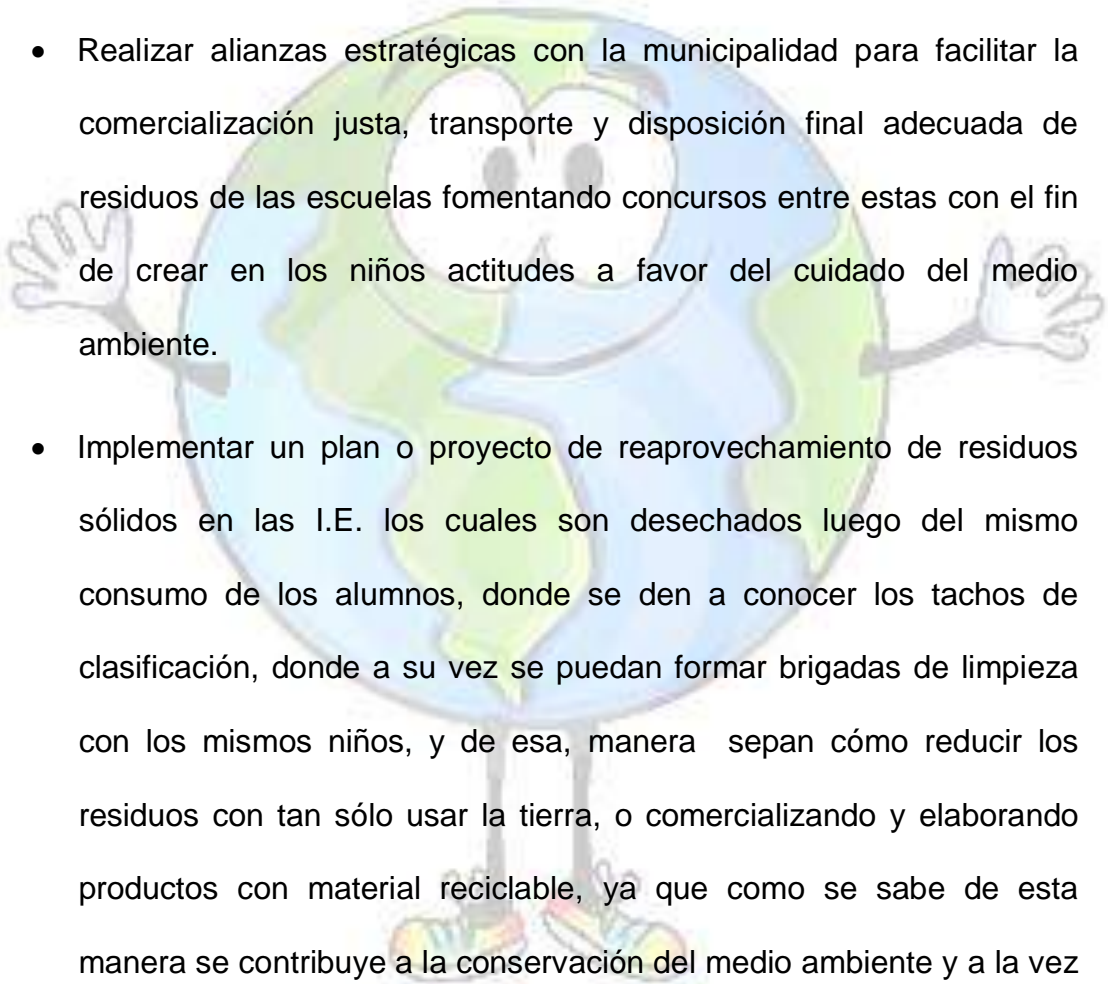 • Realizar alianzas estratégicas con la municipalidad para facilitar la
comercialización justa, transporte y disposición final adecuada de
residuos de las escuelas fomentando concursos entre estas con el fin
de crear en los niños actitudes a favor del cuidado del medio
ambiente.
• Implementar un plan o proyecto de reaprovechamiento de residuos
sólidos en las I.E. los cuales son desechados luego del mismo
consumo de los alumnos, donde se den a conocer los tachos de
clasificación, donde a su vez se puedan formar brigadas de limpieza
con los mismos niños, y de esa, manera sepan cómo reducir los
residuos con tan sólo usar la tierra, o comercializando y elaborando
productos con material reciclable, ya que como se sabe de esta
manera se contribuye a la conservación del medio ambiente y a la vez